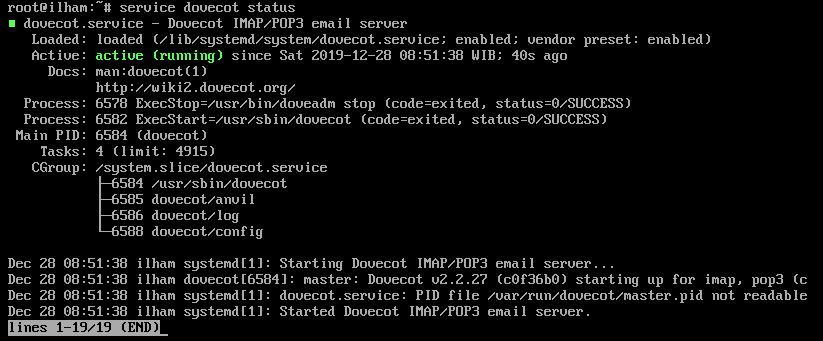 root@ilham:~# service dovecot status
■ dovecot.service - Dovecot IMAP/POP3 email server
   Loaded: loaded (/lib/systemd/system/dovecot.service; enabled; vendor preset: enabled)
   Active: active (running) since Sat 2019-12-28 08:51:38 WIB; 40s ago
     Docs: man:dovecot(1)
           http://wiki2.dovecot.org/
  Process: 6578 ExecStop=/usr/bin/doveadm stop (code=exited, status=0/SUCCESS)
  Process: 6582 ExecStart=/usr/sbin/dovecot (code=exited, status=0/SUCCESS)
 Main PID: 6584 (dovecot)
    Tasks: 4 (limit: 4915)
   CGroup: /system.slice/dovecot.service
           ├─6584 /usr/sbin/dovecot
           ├─6585 dovecot/anvil
           ├─6586 dovecot/log
           └─6588 dovecot/config

Dec 28 08:51:38 ilham systemd[1]: Starting Dovecot IMAP/POP3 email server...
Dec 28 08:51:38 ilham dovecot[6584]: master: Dovecot v2.2.27 (c0f36b0) starting up for imap, pop3 (c
Dec 28 08:51:38 ilham systemd[1]: dovecot.service: PID file /var/run/dovecot/master.pid not readable
Dec 28 08:51:38 ilham systemd[1]: Started Dovecot IMAP/POP3 email server.
lines 1-19/19 (END)